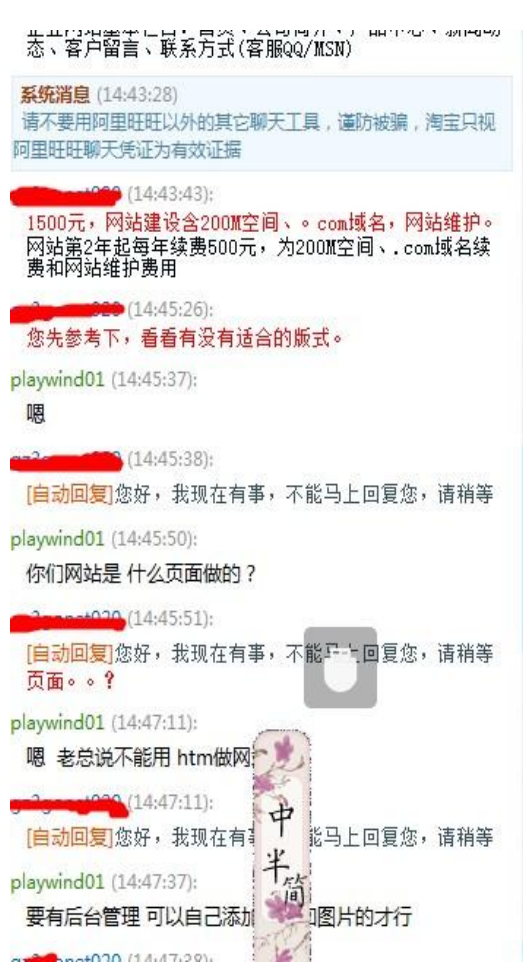 态、客户留言、联系方式(客服QQ/MSN)
系统消息 (14:43:28)
请不要用阿里旺旺以外的其它聊天工具，谨防被骗，淘宝只视
阿里旺旺聊天凭证为有效证据
(14:43:43):
1500元，网站建设含200M空间、。com域名，网站维护。
网站第2年起每年续费500元，为200M空间、.com域名续
费和网站维护费用
(14:45:26):
您先参考下，看看有没有适合的版式。
playwind01 (14:45:37):
嗯
(14:45:38):
[自动回复]您好，我现在有事，不能马上回复您，请稍等
playwind01 (14:45:50):
你们网站是 什么页面做的？
(14:45:51):
[自动回复]您好，我现在有事，不能马上回复您，请稍等
页面。。？
playwind01 (14:47:11):
嗯 老总说不能用 htm做网
(14:47:11):
[自动回复]您好，我现在有 能马上回复您，请稍等
playwind01 (14:47:37):
要有后台管理 可以自己添加 和图片的才行
(14:47:38):
中
半
简